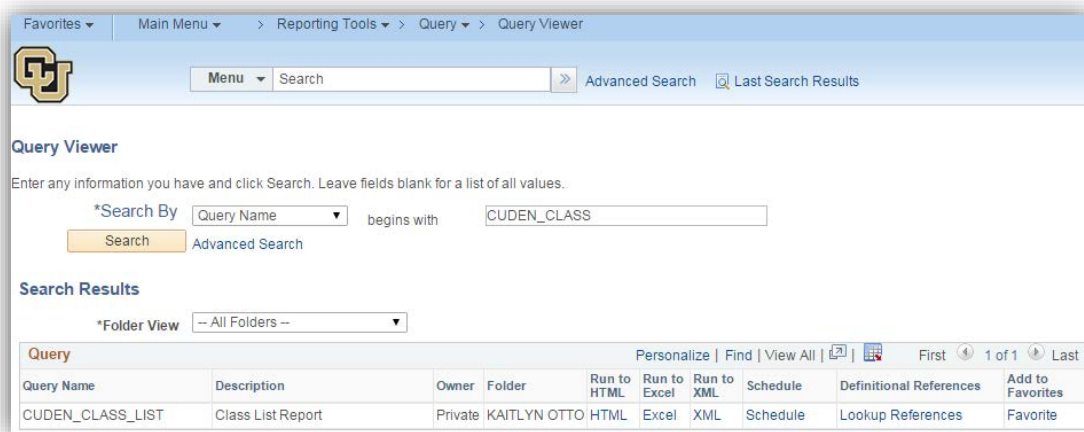 Favorites Main Menu > Reporting Tools > Query > Query Viewer
CU
Menu Search Advanced Search Last Search Results
Query Viewer
Enter any information you have and click Search. Leave fields blank for a list of all values.
*Search By Query Name begins with CUDEN_CLASS
Search Advanced Search
Search Results
*Folder View -- All Folders --
Query Personalize | Find | View All | | First 1 of 1 Last
Query Name Description Owner Folder Run to HTML Run to Excel Run to XML Schedule Definitional References Add to Favorites
CUDEN_CLASS_LIST Class List Report Private KAITLYN OTTO HTML Excel XML Schedule Lookup References Favorite